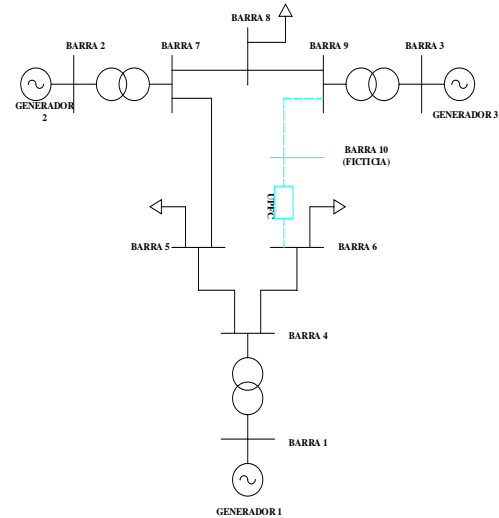 BARRA 8
BARRA 2
BARRA 7
BARRA 9
BARRA 3
GENERADOR
2
GENERADOR 3
BARRA 10
(FICTICIA)
UPFC
BARRA 5
BARRA 6
BARRA 4
BARRA 1
GENERADOR 1